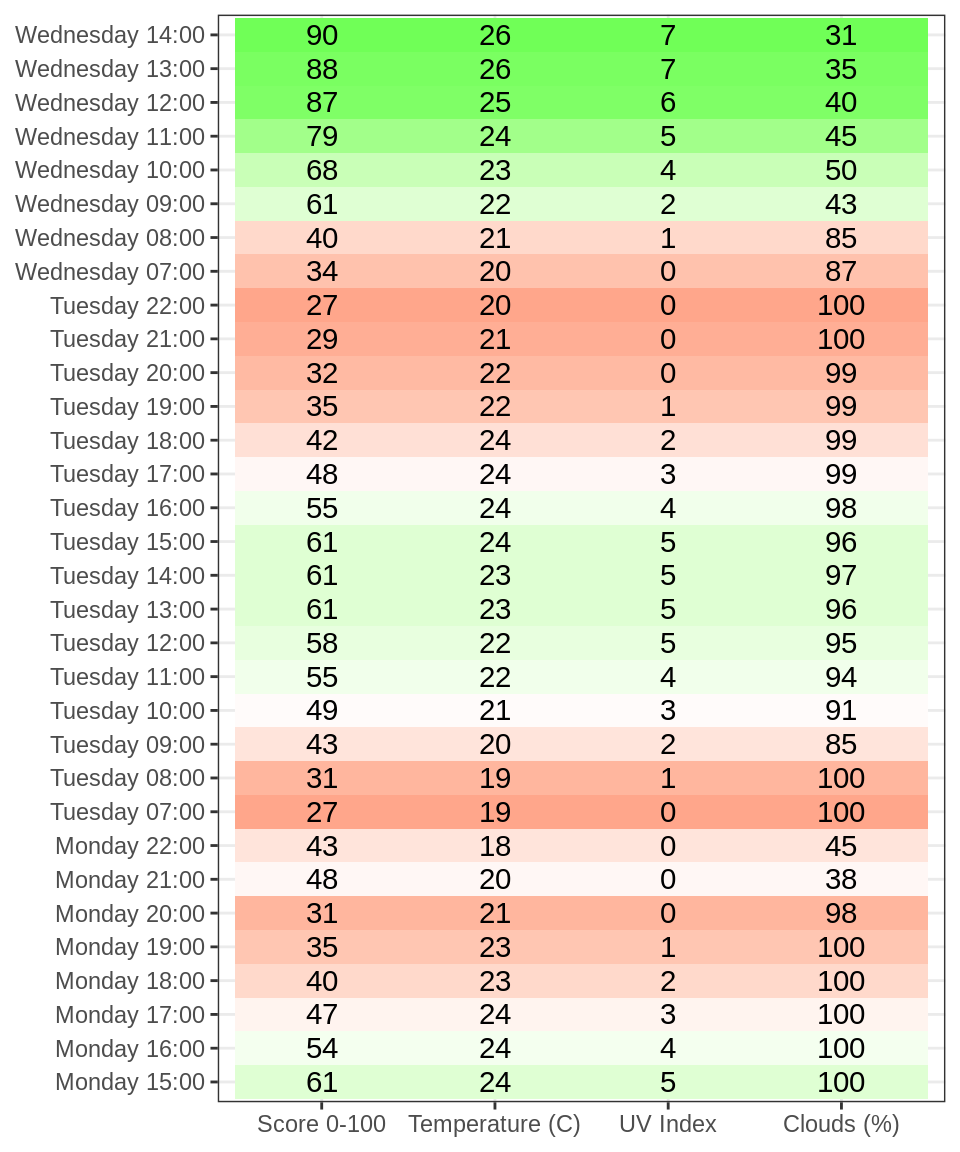 Wednesday 14:00 90 26 7 31
Wednesday 13:00 88 26 7 35
Wednesday 12:00 87 25 6 40
Wednesday 11:00 79 24 5 45
Wednesday 10:00 68 23 4 50
Wednesday 09:00 61 22 2 43
Wednesday 08:00 40 21 1 85
Wednesday 07:00 34 20 0 87
Tuesday 22:00 27 20 0 100
Tuesday 21:00 29 21 0 100
Tuesday 20:00 32 22 0 99
Tuesday 19:00 35 22 1 99
Tuesday 18:00 42 24 2 99
Tuesday 17:00 48 24 3 99
Tuesday 16:00 55 24 4 98
Tuesday 15:00 61 24 5 96
Tuesday 14:00 61 23 5 97
Tuesday 13:00 61 23 5 96
Tuesday 12:00 58 22 5 95
Tuesday 11:00 55 22 4 94
Tuesday 10:00 49 21 3 91
Tuesday 09:00 43 20 2 85
Tuesday 08:00 31 19 1 100
Tuesday 07:00 27 19 0 100
Monday 22:00 43 18 0 45
Monday 21:00 48 20 0 38
Monday 20:00 31 21 0 98
Monday 19:00 35 23 1 100
Monday 18:00 40 23 2 100
Monday 17:00 47 24 3 100
Monday 16:00 54 24 4 100
Monday 15:00 61 24 5 100
Score 0-100 Temperature (C) UV Index Clouds (%)